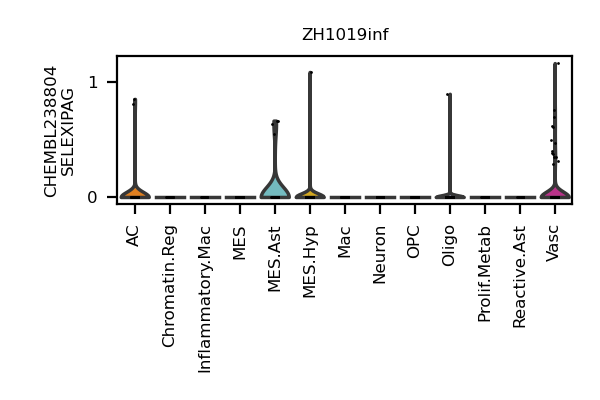 ZH1019inf
CHEMBL238804
SELEXIPAG
1
0
AC
Chromatin.Reg
Inflammatory.Mac
MES
MES.Ast
MES.Hyp
Mac
Neuron
OPC
Oligo
Prolif.Metab
Reactive.Ast
Vasc